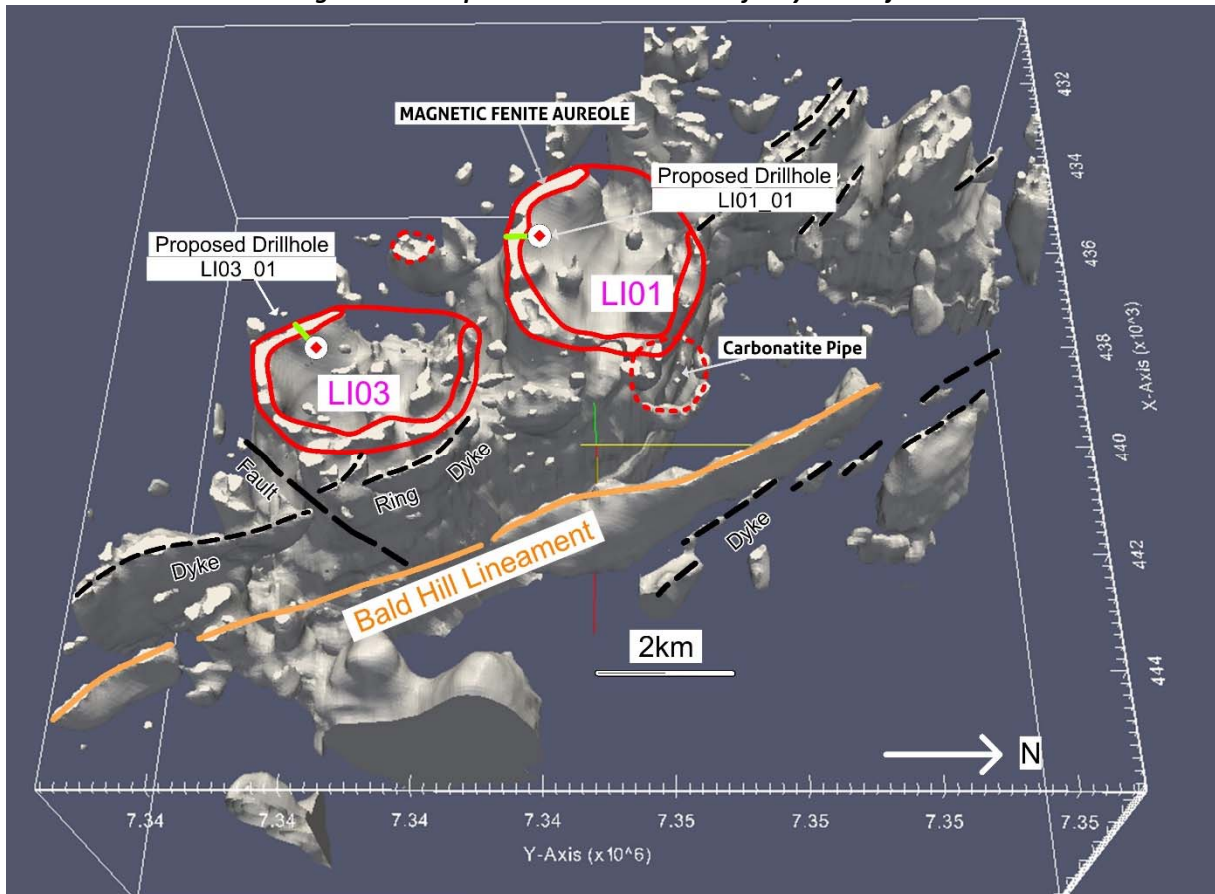 MAGNETIC FENITE AUREOLE
Proposed Drillhole
LI01_01
Proposed Drillhole
LI03_01
LI01
LI03
Carbonatite Pipe
Fault
Ring
Dyke
Dyke
Dyke
Bald Hill Lineament
2km
N
432
434
436
438
440
442
444
X-Axis (x10^3)
7.34
7.34
7.34
7.34
7.35
7.35
7.35
7.35
Y-Axis (x10^6)